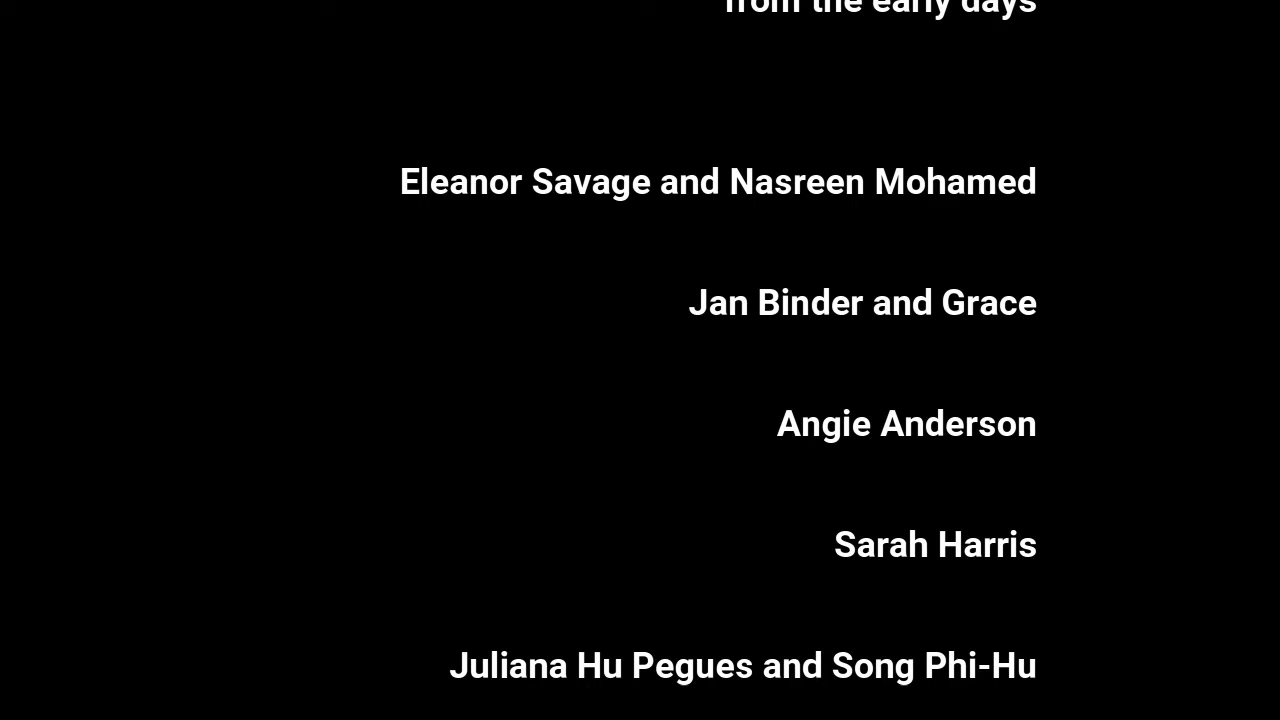 from the early days
Eleanor Savage and Nasreen Mohamed
Jan Binder and Grace
Angie Anderson
Sarah Harris
Juliana Hu Pegues and Song Phi-Hu